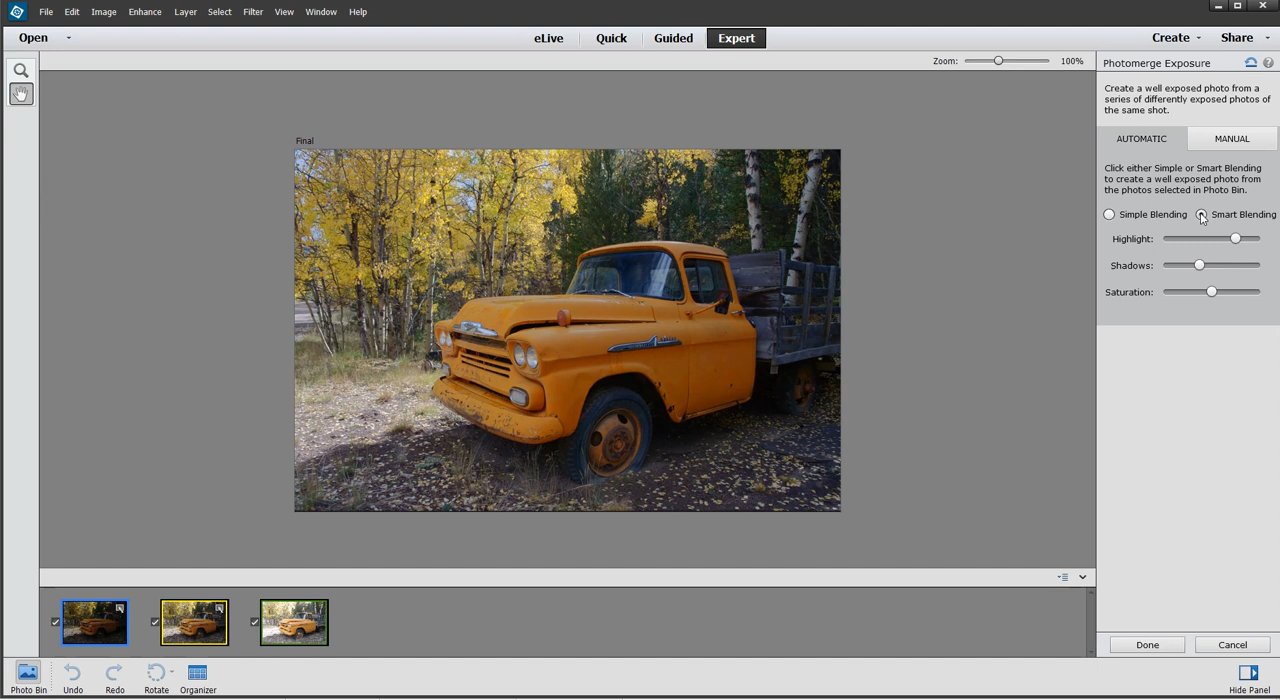 File Edit Image Enhance Layer Select Filter View Window Help
Open eLive Quick Guided Expert Create Share
Zoom: 100%
Photomerge Exposure
Create a well exposed photo from a
series of differently exposed photos of
the same shot.
AUTOMATIC MANUAL
Click either Simple or Smart Blending
to create a well exposed photo from
the photos selected in Photo Bin.
Simple Blending Smart Blending
Highlight:
Shadows:
Saturation:
Final
Done Cancel
Photo Bin Undo Redo Rotate Organizer Hide Panel